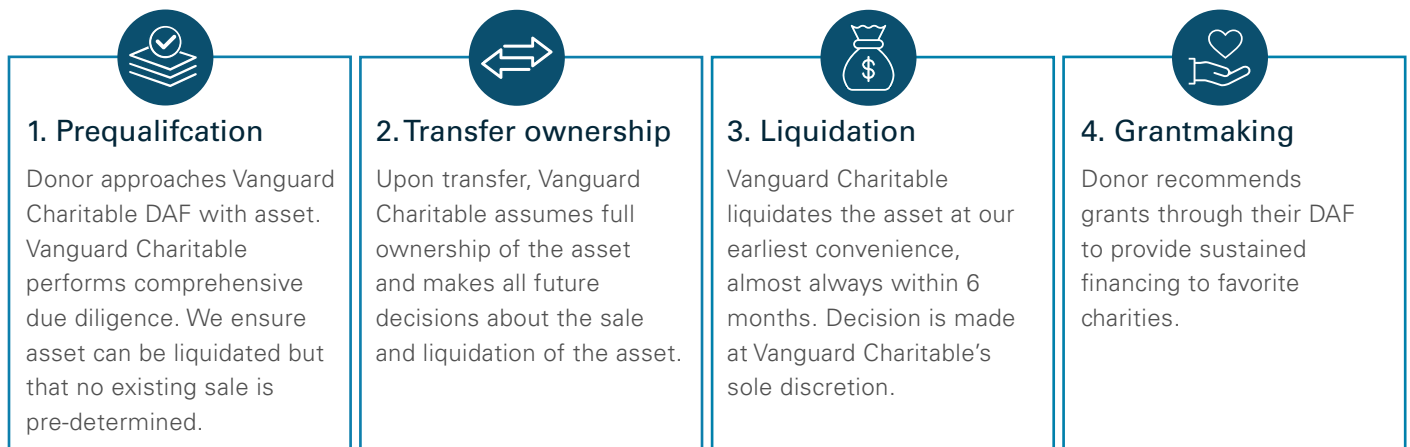 1. Prequalifcation
Donor approaches Vanguard
Charitable DAF with asset.
Vanguard Charitable
performs comprehensive
due diligence. We ensure
asset can be liquidated but
that no existing sale is
pre-determined.
2. Transfer ownership
Upon transfer, Vanguard
Charitable assumes full
ownership of the asset
and makes all future
decisions about the sale
and liquidation of the asset.
$
3. Liquidation
Vanguard Charitable
liquidates the asset at our
earliest convenience,
almost always within 6
months. Decision is made
at Vanguard Charitable’s
sole discretion.
4. Grantmaking
Donor recommends
grants through their DAF
to provide sustained
financing to favorite
charities.